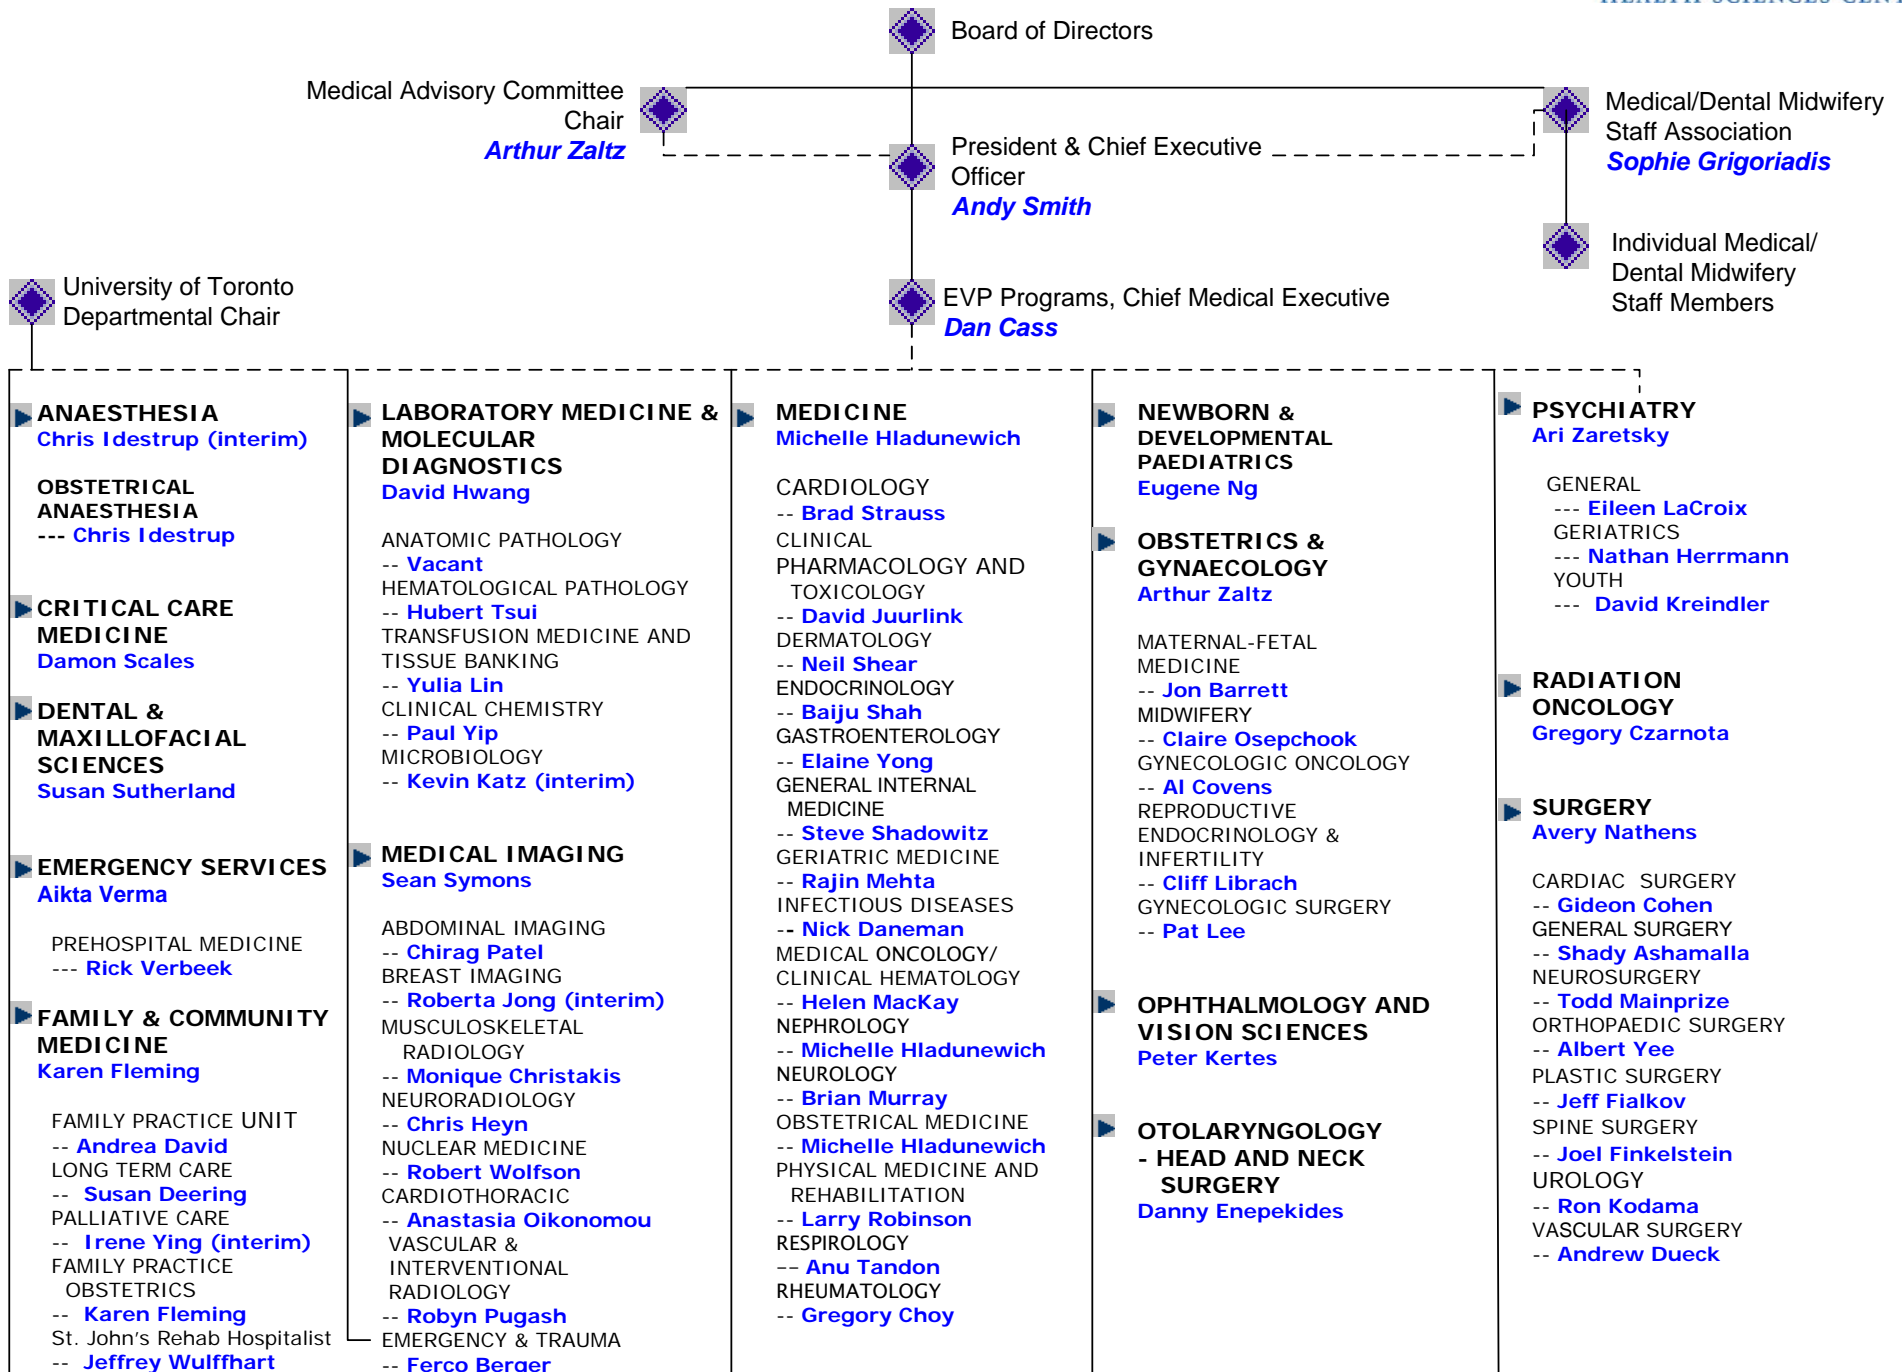 Board of Directors
Medical Advisory Committee
Chair
Arthur Zaltz
President & Chief Executive
Officer
Andy Smith
Medical/Dental Midwifery
Staff Association
Sophie Grigoriadis
Individual Medical/
Dental Midwifery
Staff Members
University of Toronto
Departmental Chair
EVP Programs, Chief Medical Executive
Dan Cass
ANAESTHESIA
Chris Idestrup (interim)
OBSTETRICAL
ANAESTHESIA
--- Chris Idestrup
CRITICAL CARE
MEDICINE
Damon Scales
DENTAL &
MAXILLOFACIAL
SCIENCES
Susan Sutherland
EMERGENCY SERVICES
Aikta Verma
PREHOSPITAL MEDICINE
--- Rick Verbeek
FAMILY & COMMUNITY
MEDICINE
Karen Fleming
FAMILY PRACTICE UNIT
-- Andrea David
LONG TERM CARE
-- Susan Deering
PALLIATIVE CARE
-- Irene Ying (interim)
FAMILY PRACTICE
OBSTETRICS
-- Karen Fleming
St. John's Rehab Hospitalist
-- Jeffrey Wulffhart
LABORATORY MEDICINE &
MOLECULAR
DIAGNOSTICS
David Hwang
ANATOMIC PATHOLOGY
-- Vacant
HEMATOLOGICAL PATHOLOGY
-- Hubert Tsui
TRANSFUSION MEDICINE AND
TISSUE BANKING
-- Yulia Lin
CLINICAL CHEMISTRY
-- Paul Yip
MICROBIOLOGY
-- Kevin Katz (interim)
MEDICAL IMAGING
Sean Symons
ABDOMINAL IMAGING
-- Chirag Patel
BREAST IMAGING
-- Roberta Jong (interim)
MUSCULOSKELETAL
RADIOLOGY
-- Monique Christakis
NEURORADIOLOGY
-- Chris Heyn
NUCLEAR MEDICINE
-- Robert Wolfson
CARDIOTHORACIC
-- Anastasia Oikonomou
VASCULAR &
INTERVENTIONAL
RADIOLOGY
-- Robyn Pugash
EMERGENCY & TRAUMA
-- Ferco Berger
MEDICINE
Michelle Hladunewich
CARDIOLOGY
-- Brad Strauss
CLINICAL
PHARMACOLOGY AND
TOXICOLOGY
-- David Juurlink
DERMATOLOGY
-- Neil Shear
ENDOCRINOLOGY
-- Baiju Shah
GASTROENTEROLOGY
-- Elaine Yong
GENERAL INTERNAL
MEDICINE
-- Steve Shadowitz
GERIATRIC MEDICINE
-- Rajin Mehta
INFECTIOUS DISEASES
-- Nick Daneman
MEDICAL ONCOLOGY/
CLINICAL HEMATOLOGY
-- Helen MacKay
NEPHROLOGY
-- Michelle Hladunewich
NEUROLOGY
-- Brian Murray
OBSTETRICAL MEDICINE
-- Michelle Hladunewich
PHYSICAL MEDICINE AND
REHABILITATION
-- Larry Robinson
RESPIROLOGY
-- Anu Tandon
RHEUMATOLOGY
-- Gregory Choy
NEWBORN &
DEVELOPMENTAL
PAEDIATRICS
Eugene Ng
OBSTETRICS &
GYNAECOLOGY
Arthur Zaltz
MATERNAL-FETAL
MEDICINE
-- Jon Barrett
MIDWIFERY
-- Claire Osepchook
GYNECOLOGIC ONCOLOGY
-- Al Covens
REPRODUCTIVE
ENDOCRINOLOGY &
INFERTILITY
-- Cliff Librach
GYNECOLOGIC SURGERY
-- Pat Lee
OPHTHALMOLOGY AND
VISION SCIENCES
Peter Kertes
OTOLARYNGOLOGY
- HEAD AND NECK
SURGERY
Danny Enepekides
PSYCHIATRY
Ari Zaretsky
GENERAL
--- Eileen LaCroix
GERIATRICS
--- Nathan Herrmann
YOUTH
--- David Kreindler
RADIATION
ONCOLOGY
Gregory Czarnota
SURGERY
Avery Nathens
CARDIAC SURGERY
-- Gideon Cohen
GENERAL SURGERY
-- Shady Ashamalla
NEUROSURGERY
-- Todd Mainprize
ORTHOPAEDIC SURGERY
-- Albert Yee
PLASTIC SURGERY
-- Jeff Fialkov
SPINE SURGERY
-- Joel Finkelstein
UROLOGY
-- Ron Kodama
VASCULAR SURGERY
-- Andrew Dueck